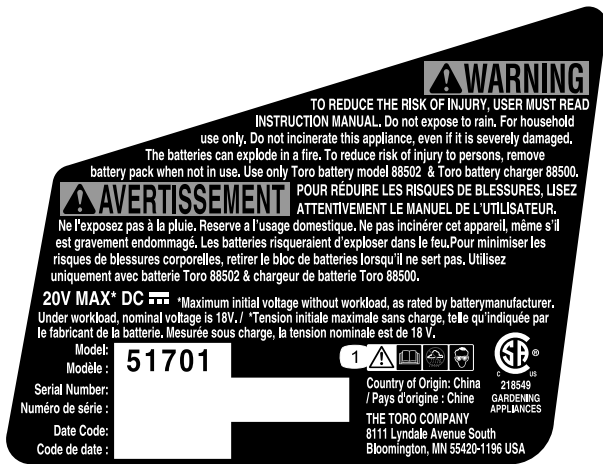 WARNING
TO REDUCE THE RISK OF INJURY, USER MUST READ
INSTRUCTION MANUAL. Do not expose to rain. For household
use only. Do not incinerate this appliance, even if it is severely damaged.
The batteries can explode in a fire. To reduce risk of injury to persons, remove
battery pack when not in use. Use only Toro battery model 88502 & Toro battery charger 88500.
AVERTISSEMENT
POUR RÉDUIRE LES RISQUES DE BLESSURES, LISEZ
ATTENTIVEMENT LE MANUEL DE L'UTILISATEUR.
Ne l'exposez pas à la pluie. Reserve a l'usage domestique. Ne pas incinérer cet appareil, même s'il
est gravement endommagé. Les batteries risqueraient d'exploser dans le feu.Pour minimiser les
risques de blessures corporelles, retirer le bloc de batteries lorsqu'il ne sert pas. Utilisez
uniquement avec batterie Toro 88502 & chargeur de batterie Toro 88500.
20V MAX* DC *Maximum initial voltage without workload, as rated by batterymanufacturer.
Under workload, nominal voltage is 18V. / *Tension initiale maximale sans charge, telle qu'indiquée par
le fabricant de la batterie. Mesurée sous charge, la tension nominale est de 18 V.
Model:
Modèle :
51701
Serial Number:
Numéro de série :
Date Code:
Code de date :
1
Country of Origin: China
/ Pays d'origine : Chine
THE TORO COMPANY
8111 Lyndale Avenue South
Bloomington, MN 55420-1196 USA
SA ®
C US
218549
GARDENING
APPLIANCES